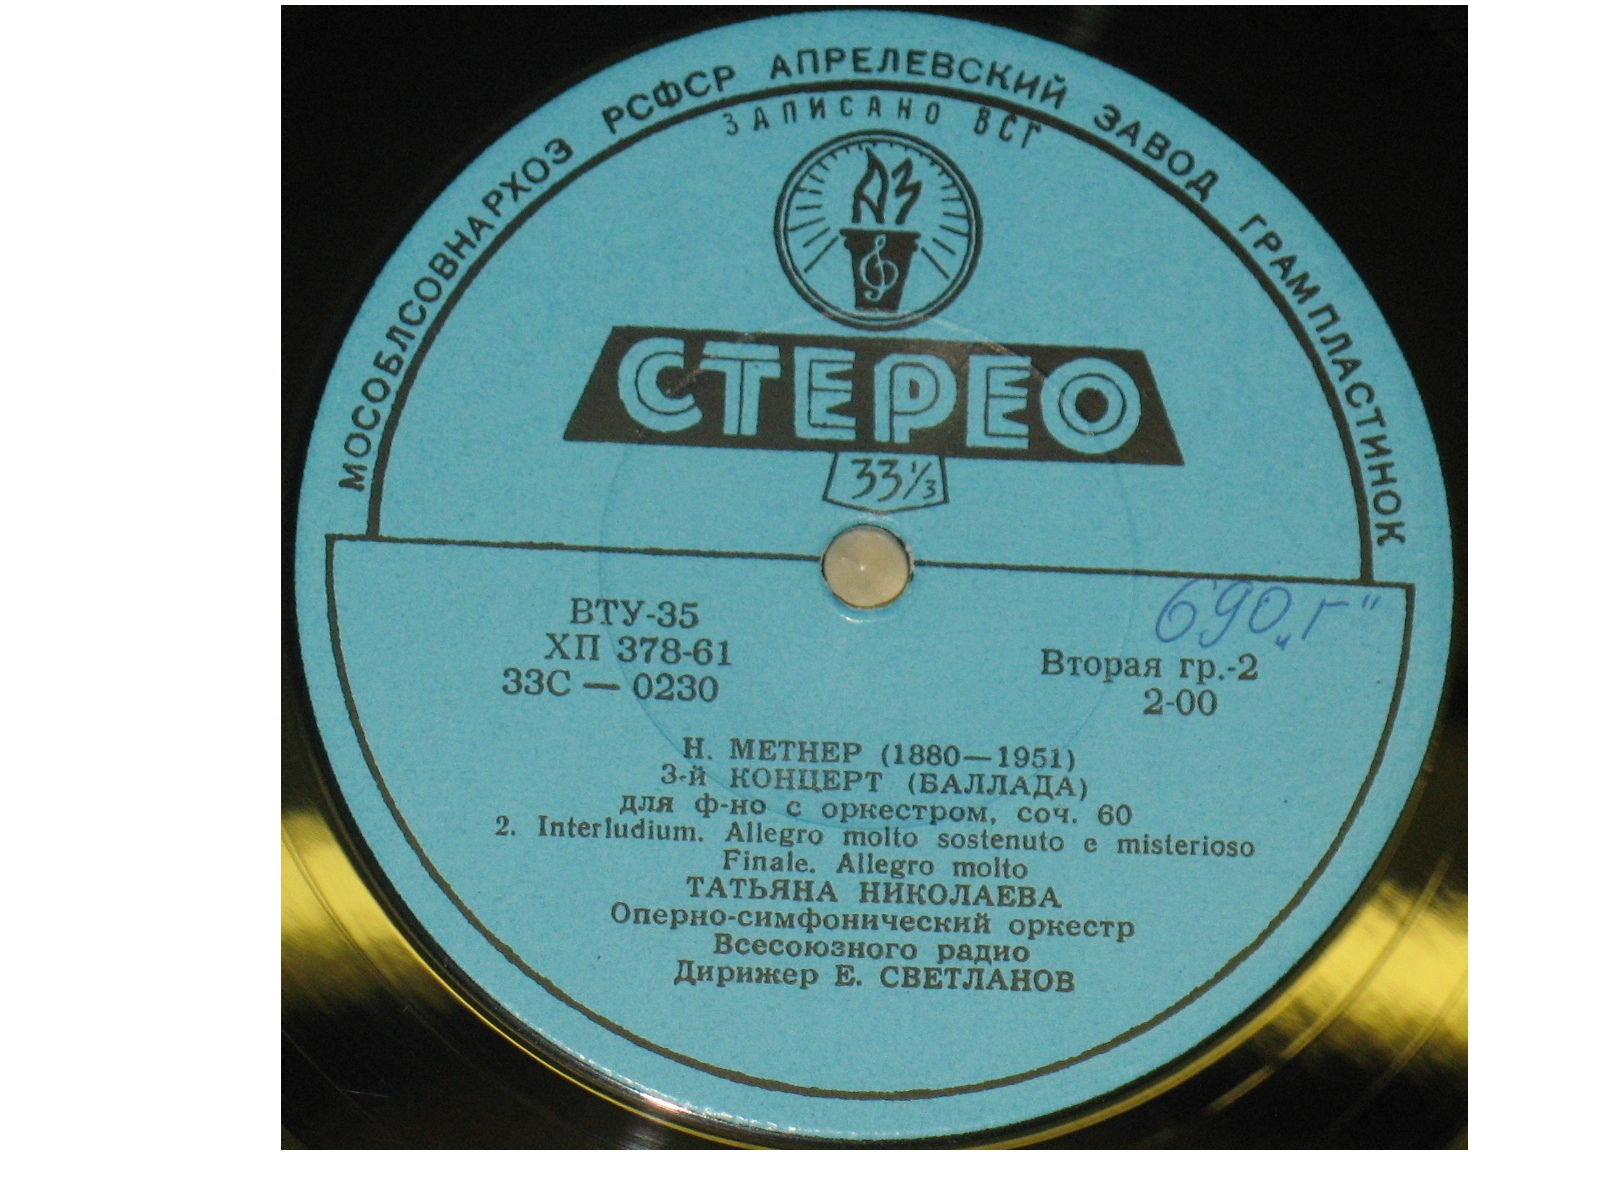 МОСОБЛСОВНАРХОЗ РСФСР АПРЕЛЕВСКИЙ ЗАВОД ГРАМПЛАСТИНОК
ЗАПИСАНО ВСГ
АЗ
СТЕРЕО
33 1/3
690 „г"
ВТУ-35
ХП 378-61
33С — 0230
Вторая гр.-2
2-00
Н. МЕТНЕР (1880—1951)
3-й КОНЦЕРТ (БАЛЛАДА)
для ф-но с оркестром, соч. 60
2. Interludium. Allegro molto sostenuto e misterioso
Finale. Allegro molto
ТАТЬЯНА НИКОЛАЕВА
Оперно-симфонический оркестр
Всесоюзного радио
Дирижер Е. СВЕТЛАНОВ